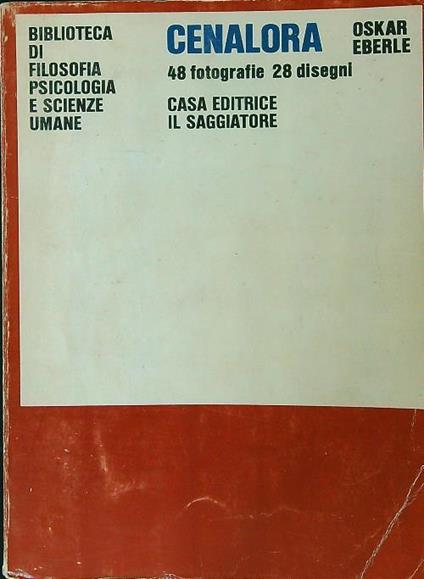 BIBLIOTECA
DI
FILOSOFIA
PSICOLOGIA
E SCIENZE
UMANE
CENALORA
48 fotografie 28 disegni
CASA EDITRICE
IL SAGGIATORE
OSKAR
EBERLE